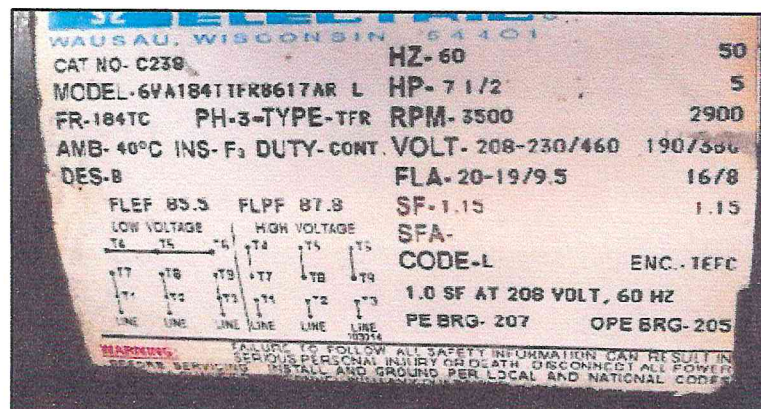 ELECTRIC
WAUSAU, WISCONSIN 54401
CAT NO- C238 HZ- 60 50
MODEL-6VA184TTFR8617AR L HP- 7 1/2 5
FR-184TC PH-3-TYPE-TFR RPM- 3500 2900
AMB- 40°C INS- F₃ DUTY- CONT. VOLT- 208-230/460 190/380
DES-B FLA- 20-19/9.5 16/8
FLEF 85.5 FLPF 87.8 SF-1.15 1.15
LOW VOLTAGE HIGH VOLTAGE SFA-
T4 T5 T6 T4 T5 T6
CODE-L ENC.- TEFC
T7 T8 T9 T7 T8 T9
T1 T2 T3 T1 T2 T3 1.0 SF AT 208 VOLT, 60 HZ
LINE LINE LINE LINE LINE LINE PE BRG- 207 OPE BRG-205
WARNING FAILURE TO FOLLOW ALL SAFETY INFORMATION CAN RESULT IN
SERIOUS PERSONAL INJURY OR DEATH. DISCONNECT ALL POWER
BEFORE SERVICING. INSTALL AND GROUND PER LOCAL AND NATIONAL CODES